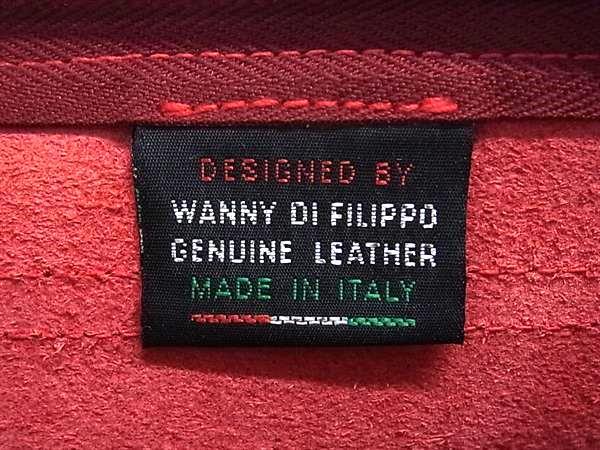 DESIGNED BY
WANNY DI FILIPPO
GENUINE LEATHER
MADE IN ITALY